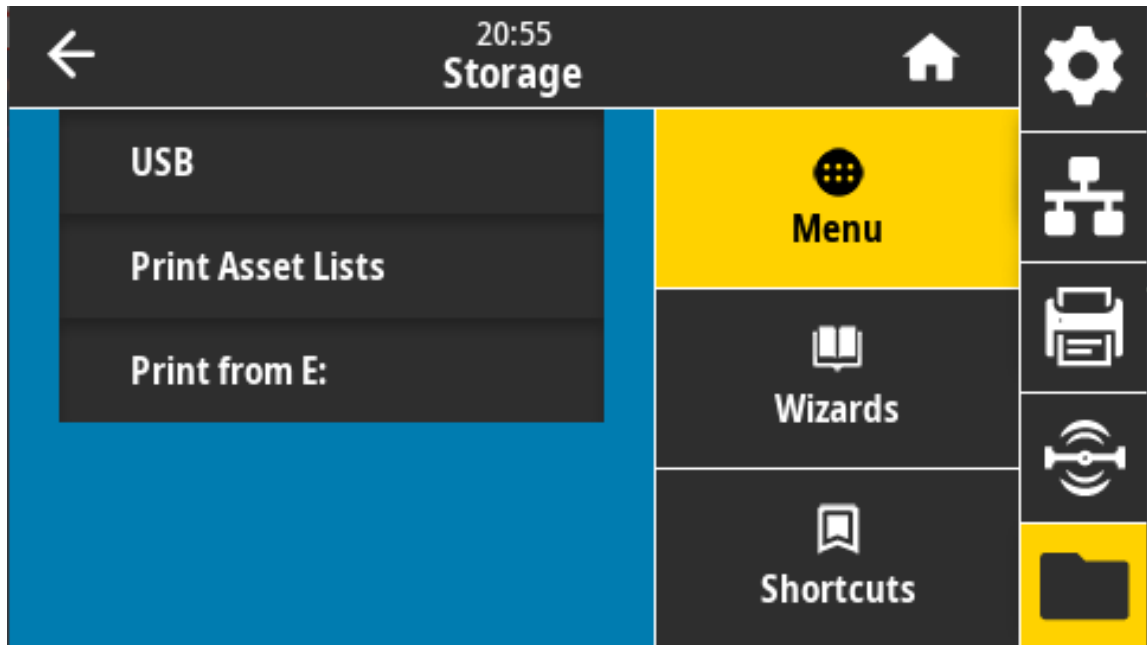 20:55
Storage
USB
Print Asset Lists
Print from E:
Menu
Wizards
Shortcuts